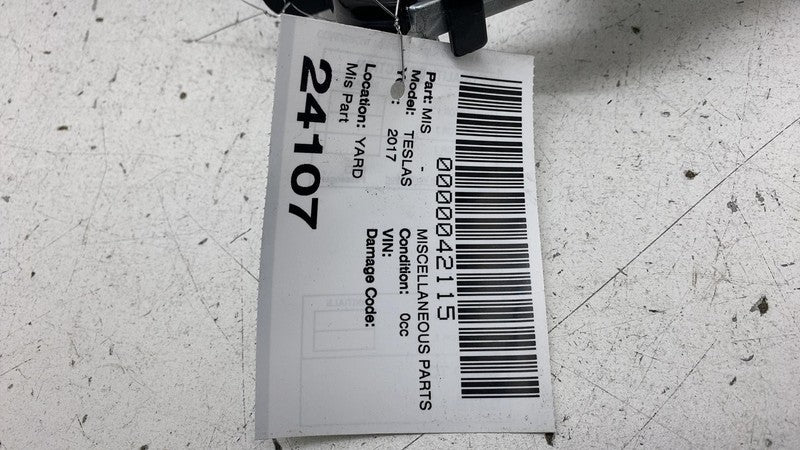 0000042115
Part: MIS - MISCELLANEOUS PARTS
Model: TESLAS Condition: 0cc
2017 VIN:
Damage Code:
Location: YARD
Mis Part
24107